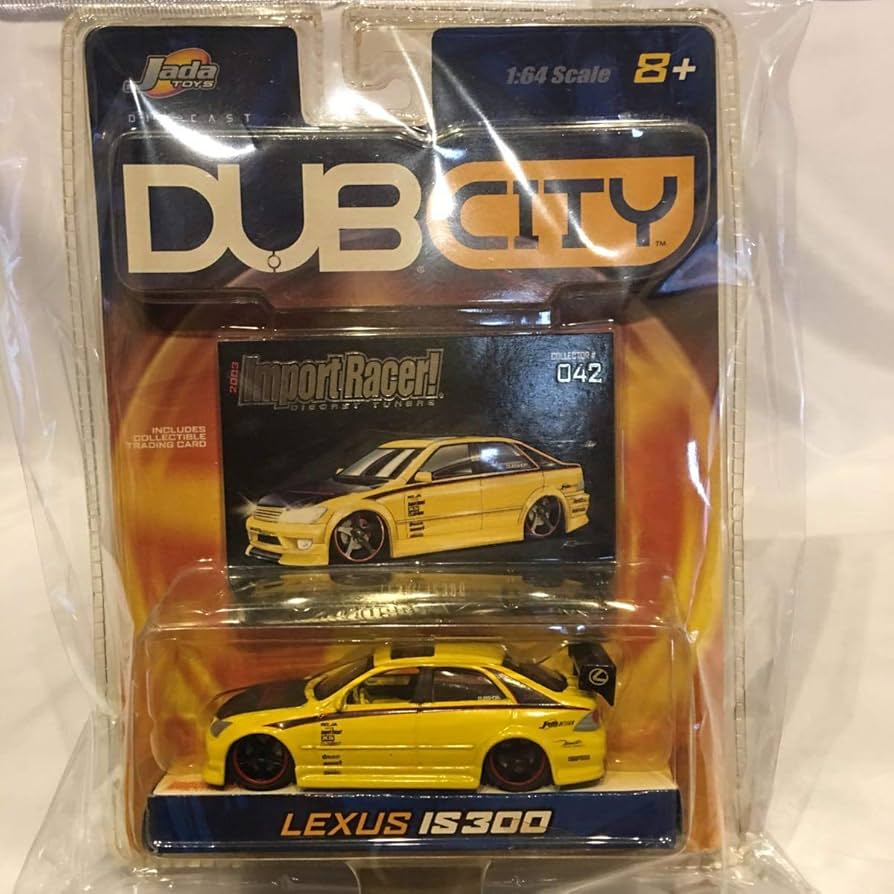 Jada
TOYS
1:64 Scale 8+
DIE-CAST
DUB CITY™
2003 Import Racer!
DIECAST TUNERS
COLLECTOR #
042
INCLUDES
COLLECTIBLE
TRADING CARD
LEXUS IS300